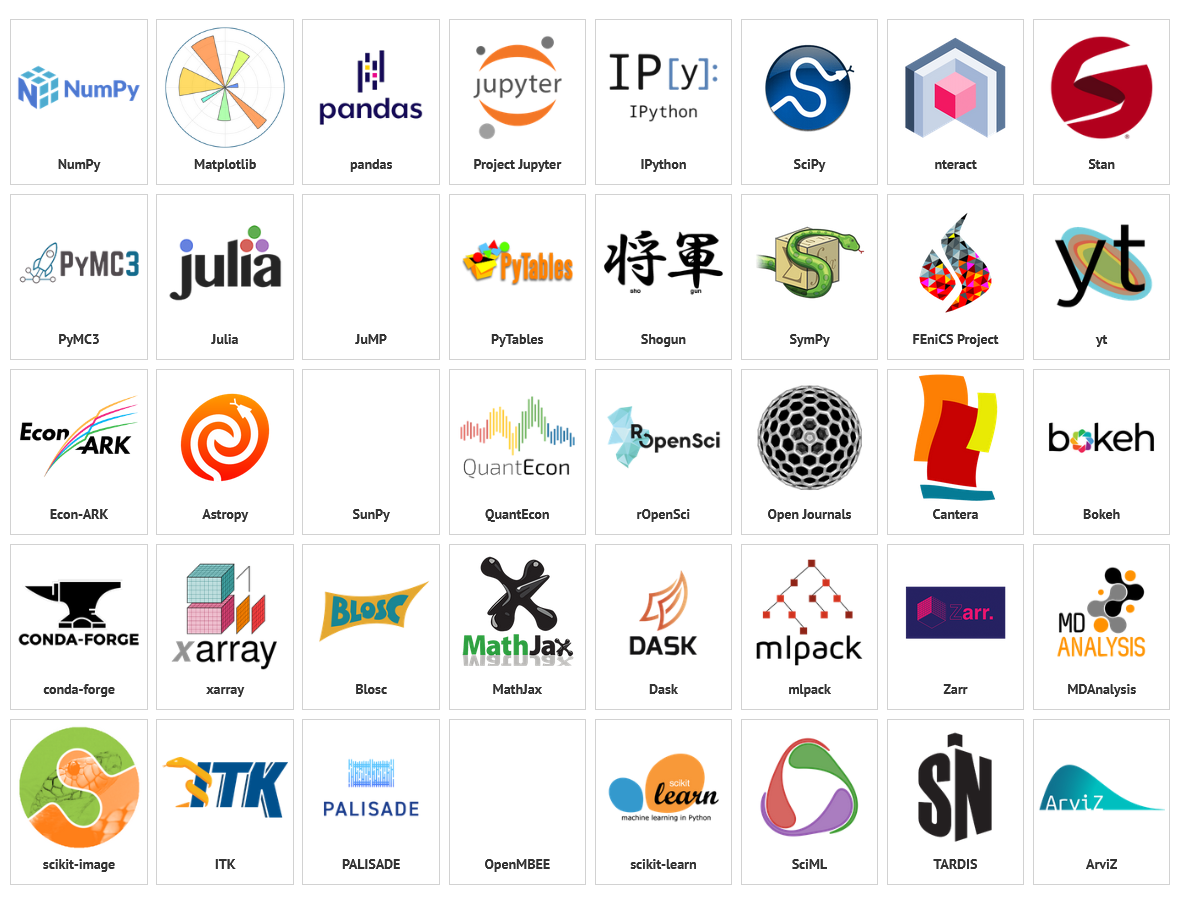 NumPy
NumPy
Matplotlib
pandas
pandas
jupyter
Project Jupyter
IP[y]:
IPython
IPython
SciPy
nteract
®
Stan
PyMC3
PyMC3
julia
Julia
JuMP
PyTables
PyTables
将軍
sho gun
Shogun
SymPy
FEniCS Project
yt
yt
Econ
ARK
Econ-ARK
Astropy
SunPy
QuantEcon
QuantEcon
ROpenSci
rOpenSci
Open Journals
Cantera
bokeh
Bokeh
CONDA-FORGE
conda-forge
xarray
xarray
BLOSC
Blosc
MathJax
MathJax
DASK
Dask
mlpack
mlpack
Zarr.
Zarr
MD
ANALYSIS
MDAnalysis
scikit-image
ITK
ITK
PALISADE
PALISADE
OpenMBEE
scikit
learn
machine learning in Python
scikit-learn
SciML
SN
TARDIS
ArviZ
ArviZ